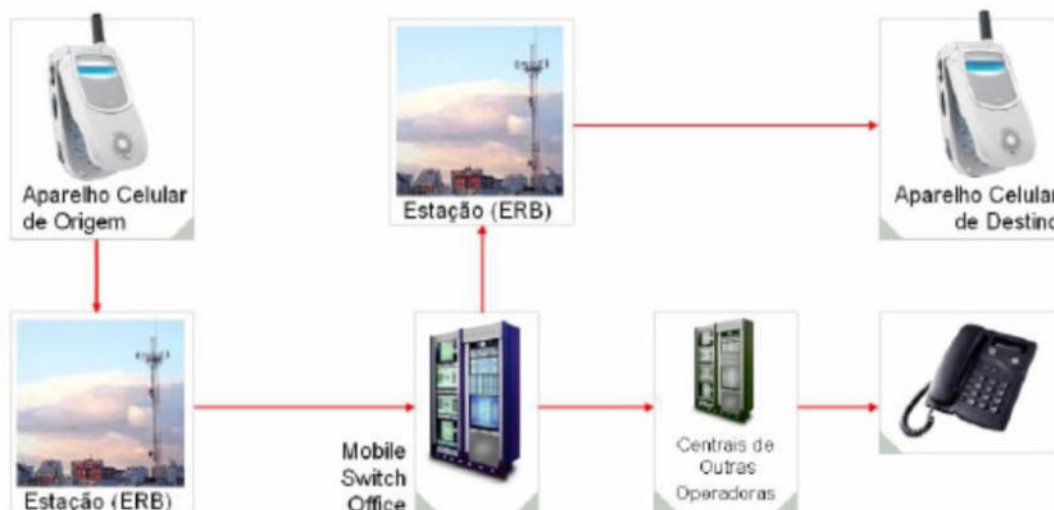 Aparelho Celular
de Origem
Estação (ERB)
Aparelho Celular
de Destino
Estação (ERB)
Mobile
Switch
Office
Centrais de
Outras
Operadoras